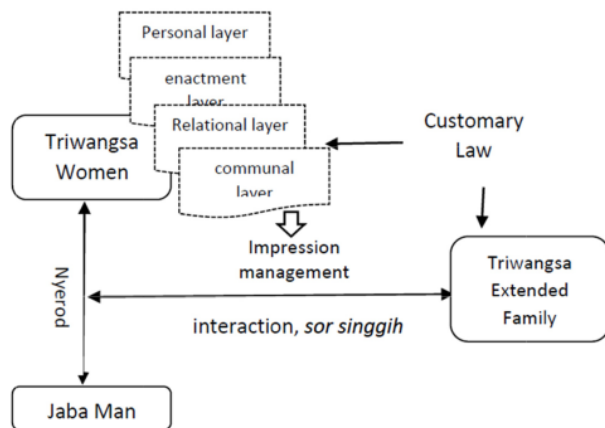 Personal layer
enactment
layer
Relational layer
communal
layer
Triwangsa
Women
Customary
Law
Impression
management
Nyerod
interaction, sor singgih
Triwangsa
Extended
Family
Jaba Man